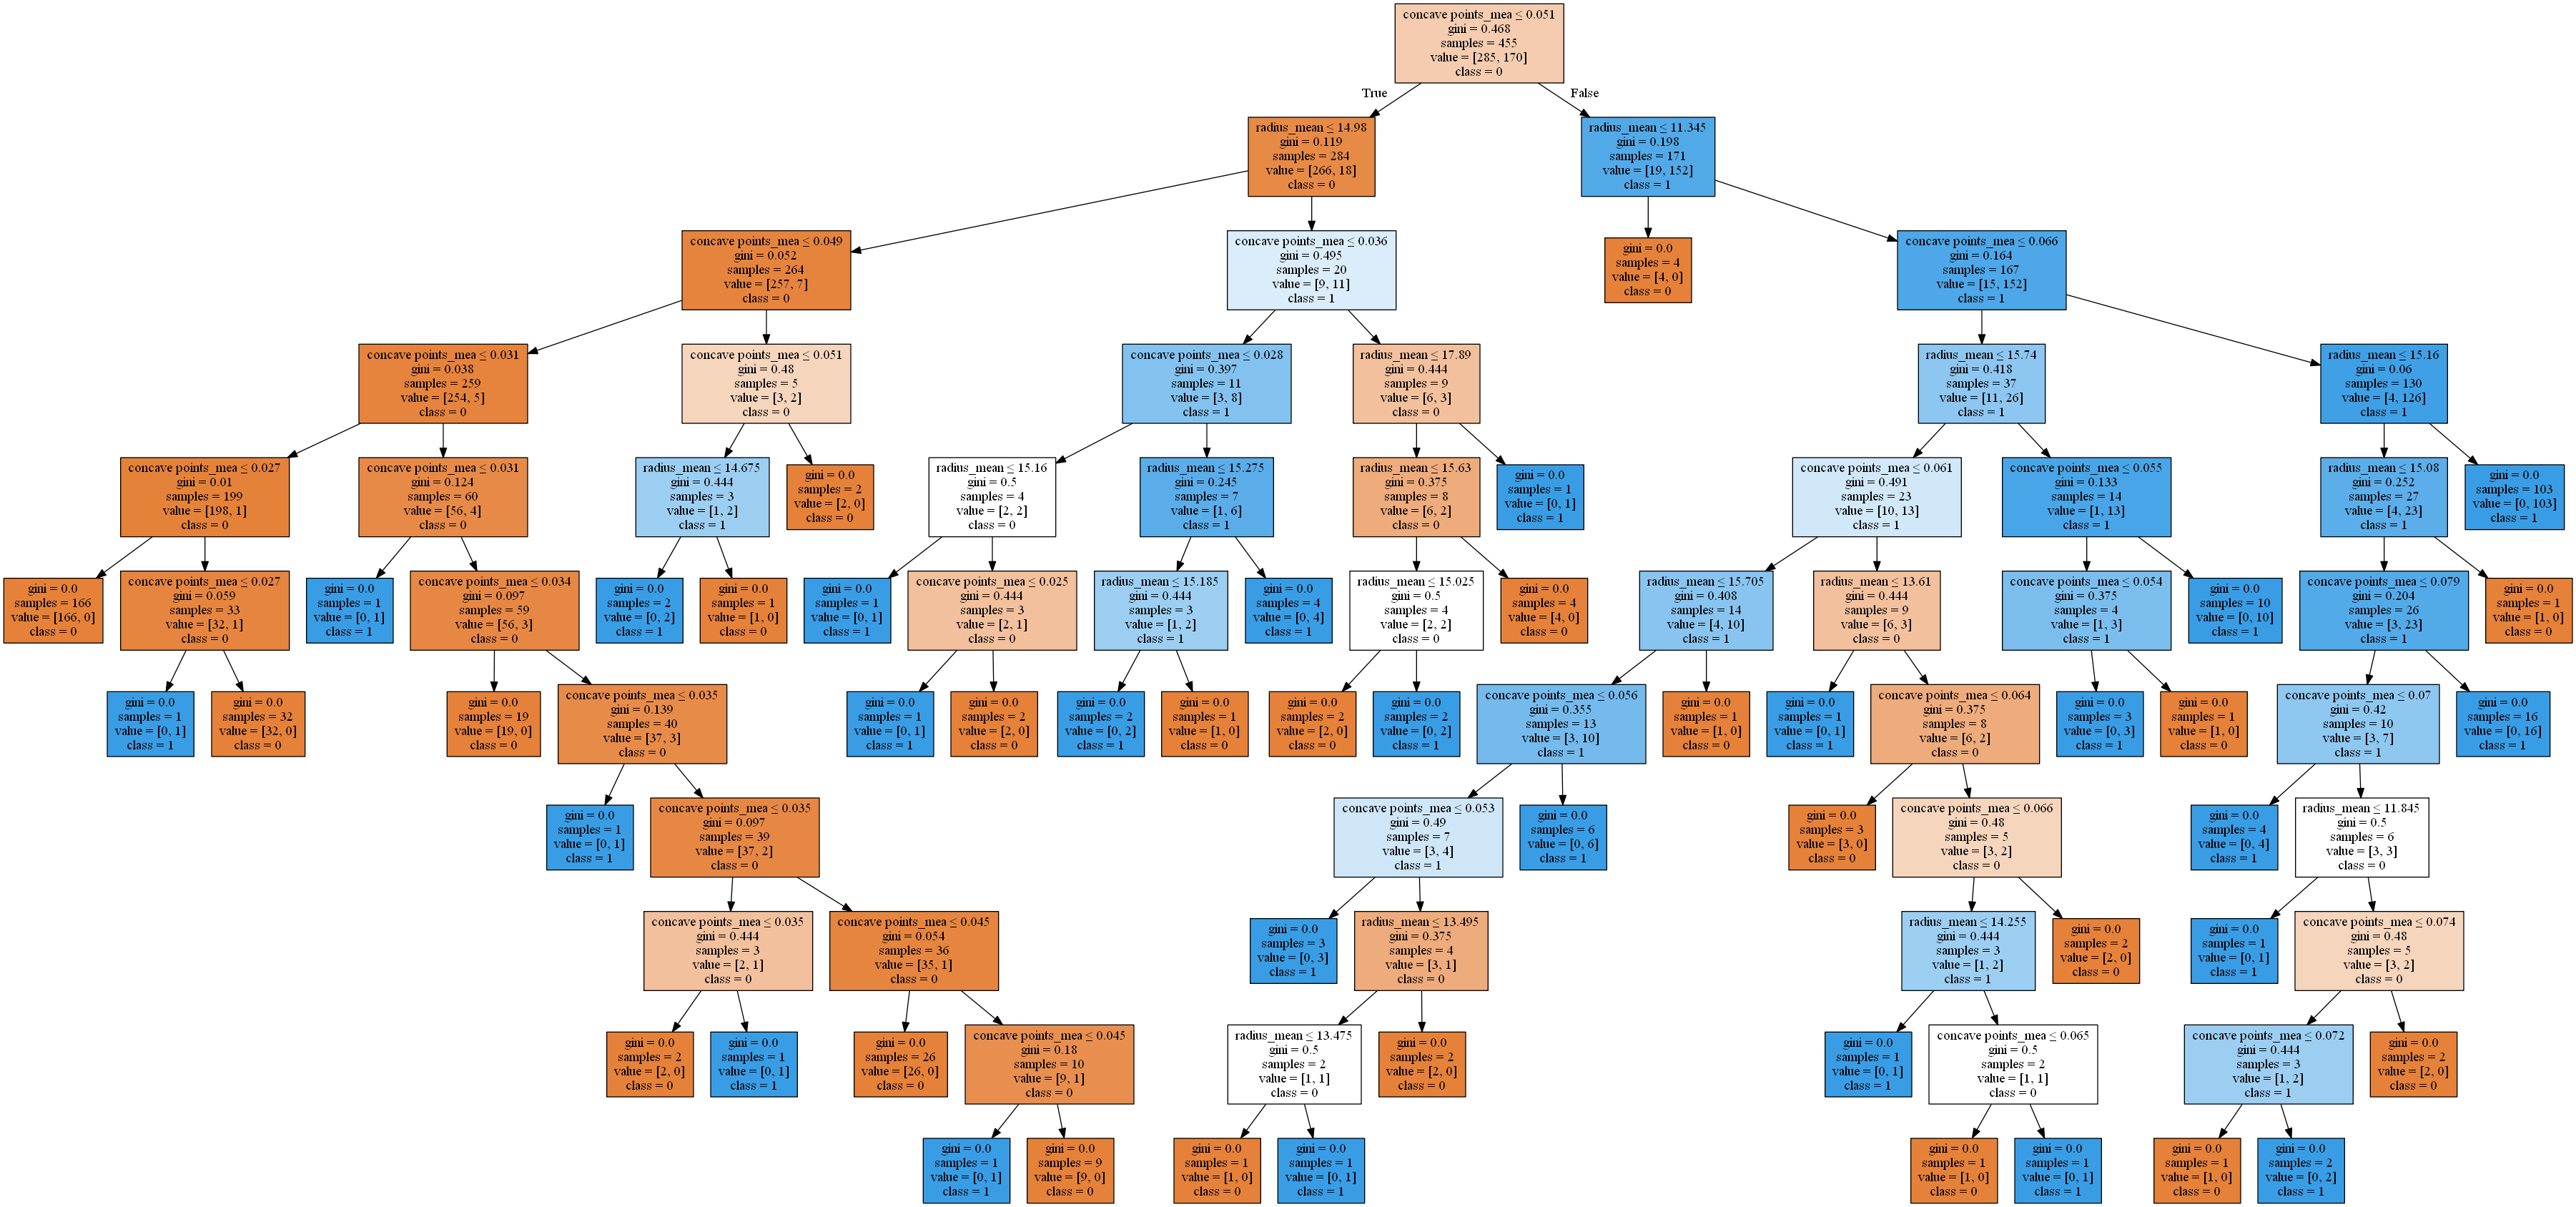 concave points_mea ≤ 0.051
gini = 0.468
samples = 455
value = [285, 170]
class = 0
True
False
radius_mean ≤ 14.98
gini = 0.119
samples = 284
value = [266, 18]
class = 0
radius_mean ≤ 11.345
gini = 0.198
samples = 171
value = [19, 152]
class = 1
concave points_mea ≤ 0.049
gini = 0.052
samples = 264
value = [257, 7]
class = 0
concave points_mea ≤ 0.036
gini = 0.495
samples = 20
value = [9, 11]
class = 1
gini = 0.0
samples = 4
value = [4, 0]
class = 0
concave points_mea ≤ 0.066
gini = 0.164
samples = 167
value = [15, 152]
class = 1
concave points_mea ≤ 0.031
gini = 0.038
samples = 259
value = [254, 5]
class = 0
concave points_mea ≤ 0.051
gini = 0.48
samples = 5
value = [3, 2]
class = 0
concave points_mea ≤ 0.028
gini = 0.397
samples = 11
value = [3, 8]
class = 1
radius_mean ≤ 17.89
gini = 0.444
samples = 9
value = [6, 3]
class = 0
radius_mean ≤ 15.74
gini = 0.418
samples = 37
value = [11, 26]
class = 1
radius_mean ≤ 15.16
gini = 0.06
samples = 130
value = [4, 126]
class = 1
concave points_mea ≤ 0.027
gini = 0.01
samples = 199
value = [198, 1]
class = 0
concave points_mea ≤ 0.031
gini = 0.124
samples = 60
value = [56, 4]
class = 0
radius_mean ≤ 14.675
gini = 0.444
samples = 3
value = [1, 2]
class = 1
gini = 0.0
samples = 2
value = [2, 0]
class = 0
radius_mean ≤ 15.16
gini = 0.5
samples = 4
value = [2, 2]
class = 0
radius_mean ≤ 15.275
gini = 0.245
samples = 7
value = [1, 6]
class = 1
radius_mean ≤ 15.63
gini = 0.375
samples = 8
value = [6, 2]
class = 0
gini = 0.0
samples = 1
value = [0, 1]
class = 1
concave points_mea ≤ 0.061
gini = 0.491
samples = 23
value = [10, 13]
class = 1
concave points_mea ≤ 0.055
gini = 0.133
samples = 14
value = [1, 13]
class = 1
radius_mean ≤ 15.08
gini = 0.252
samples = 27
value = [4, 23]
class = 1
gini = 0.0
samples = 103
value = [0, 103]
class = 1
gini = 0.0
samples = 166
value = [166, 0]
class = 0
concave points_mea ≤ 0.027
gini = 0.059
samples = 33
value = [32, 1]
class = 0
gini = 0.0
samples = 1
value = [0, 1]
class = 1
concave points_mea ≤ 0.034
gini = 0.097
samples = 59
value = [56, 3]
class = 0
gini = 0.0
samples = 2
value = [0, 2]
class = 1
gini = 0.0
samples = 1
value = [1, 0]
class = 0
gini = 0.0
samples = 1
value = [0, 1]
class = 1
concave points_mea ≤ 0.025
gini = 0.444
samples = 3
value = [2, 1]
class = 0
radius_mean ≤ 15.185
gini = 0.444
samples = 3
value = [1, 2]
class = 1
gini = 0.0
samples = 4
value = [0, 4]
class = 1
radius_mean ≤ 15.025
gini = 0.5
samples = 4
value = [2, 2]
class = 0
gini = 0.0
samples = 4
value = [4, 0]
class = 0
radius_mean ≤ 15.705
gini = 0.408
samples = 14
value = [4, 10]
class = 1
radius_mean ≤ 13.61
gini = 0.444
samples = 9
value = [6, 3]
class = 0
concave points_mea ≤ 0.054
gini = 0.375
samples = 4
value = [1, 3]
class = 1
gini = 0.0
samples = 10
value = [0, 10]
class = 1
concave points_mea ≤ 0.079
gini = 0.204
samples = 26
value = [3, 23]
class = 1
gini = 0.0
samples = 1
value = [1, 0]
class = 0
gini = 0.0
samples = 1
value = [0, 1]
class = 1
gini = 0.0
samples = 32
value = [32, 0]
class = 0
gini = 0.0
samples = 19
value = [19, 0]
class = 0
concave points_mea ≤ 0.035
gini = 0.139
samples = 40
value = [37, 3]
class = 0
gini = 0.0
samples = 1
value = [0, 1]
class = 1
gini = 0.0
samples = 2
value = [2, 0]
class = 0
gini = 0.0
samples = 2
value = [0, 2]
class = 1
gini = 0.0
samples = 1
value = [1, 0]
class = 0
gini = 0.0
samples = 2
value = [2, 0]
class = 0
gini = 0.0
samples = 2
value = [0, 2]
class = 1
concave points_mea ≤ 0.056
gini = 0.355
samples = 13
value = [3, 10]
class = 1
gini = 0.0
samples = 1
value = [1, 0]
class = 0
gini = 0.0
samples = 1
value = [0, 1]
class = 1
concave points_mea ≤ 0.064
gini = 0.375
samples = 8
value = [6, 2]
class = 0
gini = 0.0
samples = 3
value = [0, 3]
class = 1
gini = 0.0
samples = 1
value = [1, 0]
class = 0
concave points_mea ≤ 0.07
gini = 0.42
samples = 10
value = [3, 7]
class = 1
gini = 0.0
samples = 16
value = [0, 16]
class = 1
gini = 0.0
samples = 1
value = [0, 1]
class = 1
concave points_mea ≤ 0.035
gini = 0.097
samples = 39
value = [37, 2]
class = 0
concave points_mea ≤ 0.053
gini = 0.49
samples = 7
value = [3, 4]
class = 1
gini = 0.0
samples = 6
value = [0, 6]
class = 1
gini = 0.0
samples = 3
value = [3, 0]
class = 0
concave points_mea ≤ 0.066
gini = 0.48
samples = 5
value = [3, 2]
class = 0
gini = 0.0
samples = 4
value = [0, 4]
class = 1
radius_mean ≤ 11.845
gini = 0.5
samples = 6
value = [3, 3]
class = 0
concave points_mea ≤ 0.035
gini = 0.444
samples = 3
value = [2, 1]
class = 0
concave points_mea ≤ 0.045
gini = 0.054
samples = 36
value = [35, 1]
class = 0
gini = 0.0
samples = 3
value = [0, 3]
class = 1
radius_mean ≤ 13.495
gini = 0.375
samples = 4
value = [3, 1]
class = 0
radius_mean ≤ 14.255
gini = 0.444
samples = 3
value = [1, 2]
class = 1
gini = 0.0
samples = 2
value = [2, 0]
class = 0
gini = 0.0
samples = 1
value = [0, 1]
class = 1
concave points_mea ≤ 0.074
gini = 0.48
samples = 5
value = [3, 2]
class = 0
gini = 0.0
samples = 2
value = [2, 0]
class = 0
gini = 0.0
samples = 1
value = [0, 1]
class = 1
gini = 0.0
samples = 26
value = [26, 0]
class = 0
concave points_mea ≤ 0.045
gini = 0.18
samples = 10
value = [9, 1]
class = 0
radius_mean ≤ 13.475
gini = 0.5
samples = 2
value = [1, 1]
class = 0
gini = 0.0
samples = 2
value = [2, 0]
class = 0
gini = 0.0
samples = 1
value = [0, 1]
class = 1
concave points_mea ≤ 0.065
gini = 0.5
samples = 2
value = [1, 1]
class = 0
concave points_mea ≤ 0.072
gini = 0.444
samples = 3
value = [1, 2]
class = 1
gini = 0.0
samples = 2
value = [2, 0]
class = 0
gini = 0.0
samples = 1
value = [0, 1]
class = 1
gini = 0.0
samples = 9
value = [9, 0]
class = 0
gini = 0.0
samples = 1
value = [1, 0]
class = 0
gini = 0.0
samples = 1
value = [0, 1]
class = 1
gini = 0.0
samples = 1
value = [1, 0]
class = 0
gini = 0.0
samples = 1
value = [0, 1]
class = 1
gini = 0.0
samples = 1
value = [1, 0]
class = 0
gini = 0.0
samples = 2
value = [0, 2]
class = 1